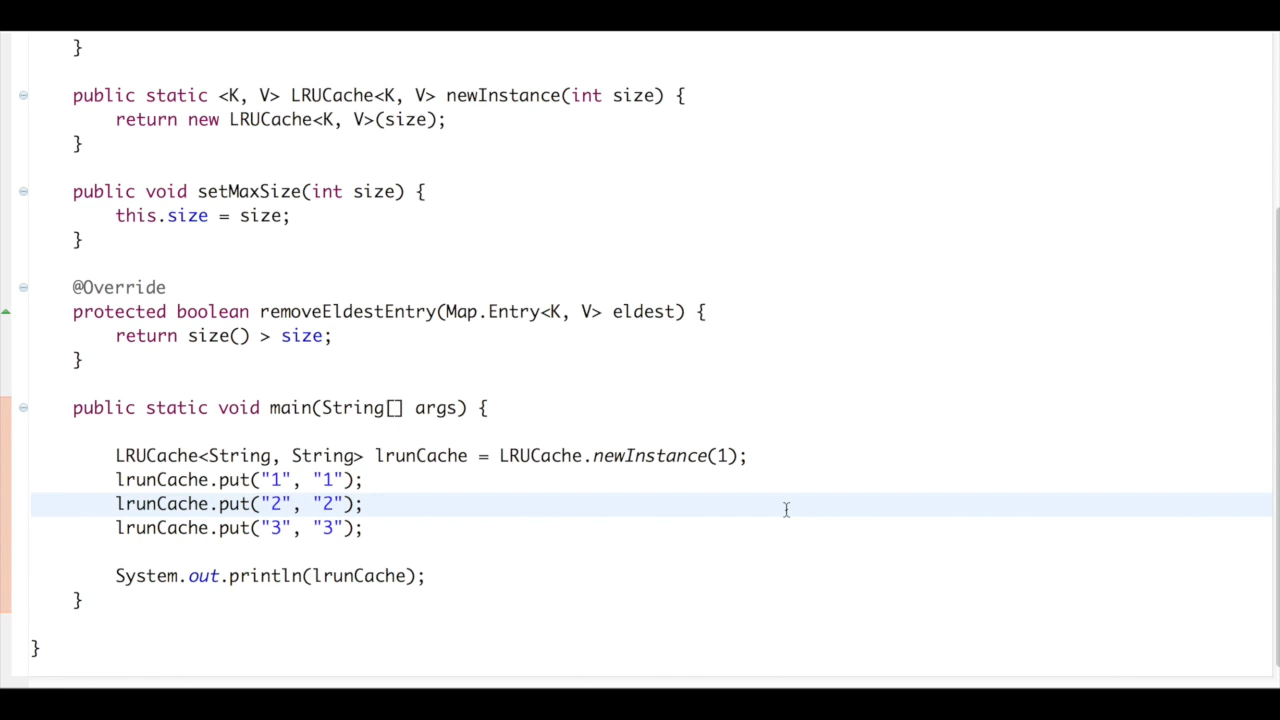 }
public static <K, V> LRUCache<K, V> newInstance(int size) {
return new LRUCache<K, V>(size);
}
public void setMaxSize(int size) {
this.size = size;
}
@Override
protected boolean removeEldestEntry(Map.Entry<K, V> eldest) {
return size() > size;
}
public static void main(String[] args) {
LRUCache<String, String> lrunCache = LRUCache.newInstance(1);
lrunCache.put("1", "1");
lrunCache.put("2", "2");
lrunCache.put("3", "3");
System.out.println(lrunCache);
}
}